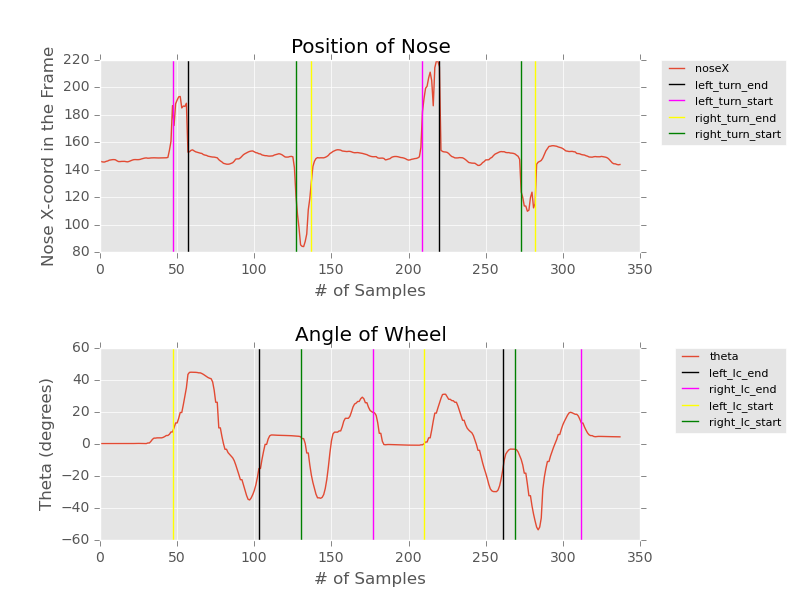 Position of Nose
Nose X-coord in the Frame
220
200
180
160
140
120
100
80
0 50 100 150 200 250 300 350
# of Samples
noseX
left_turn_end
left_turn_start
right_turn_end
right_turn_start
Angle of Wheel
Theta (degrees)
60
40
20
0
−20
−40
−60
0 50 100 150 200 250 300 350
# of Samples
theta
left_lc_end
right_lc_end
left_lc_start
right_lc_start